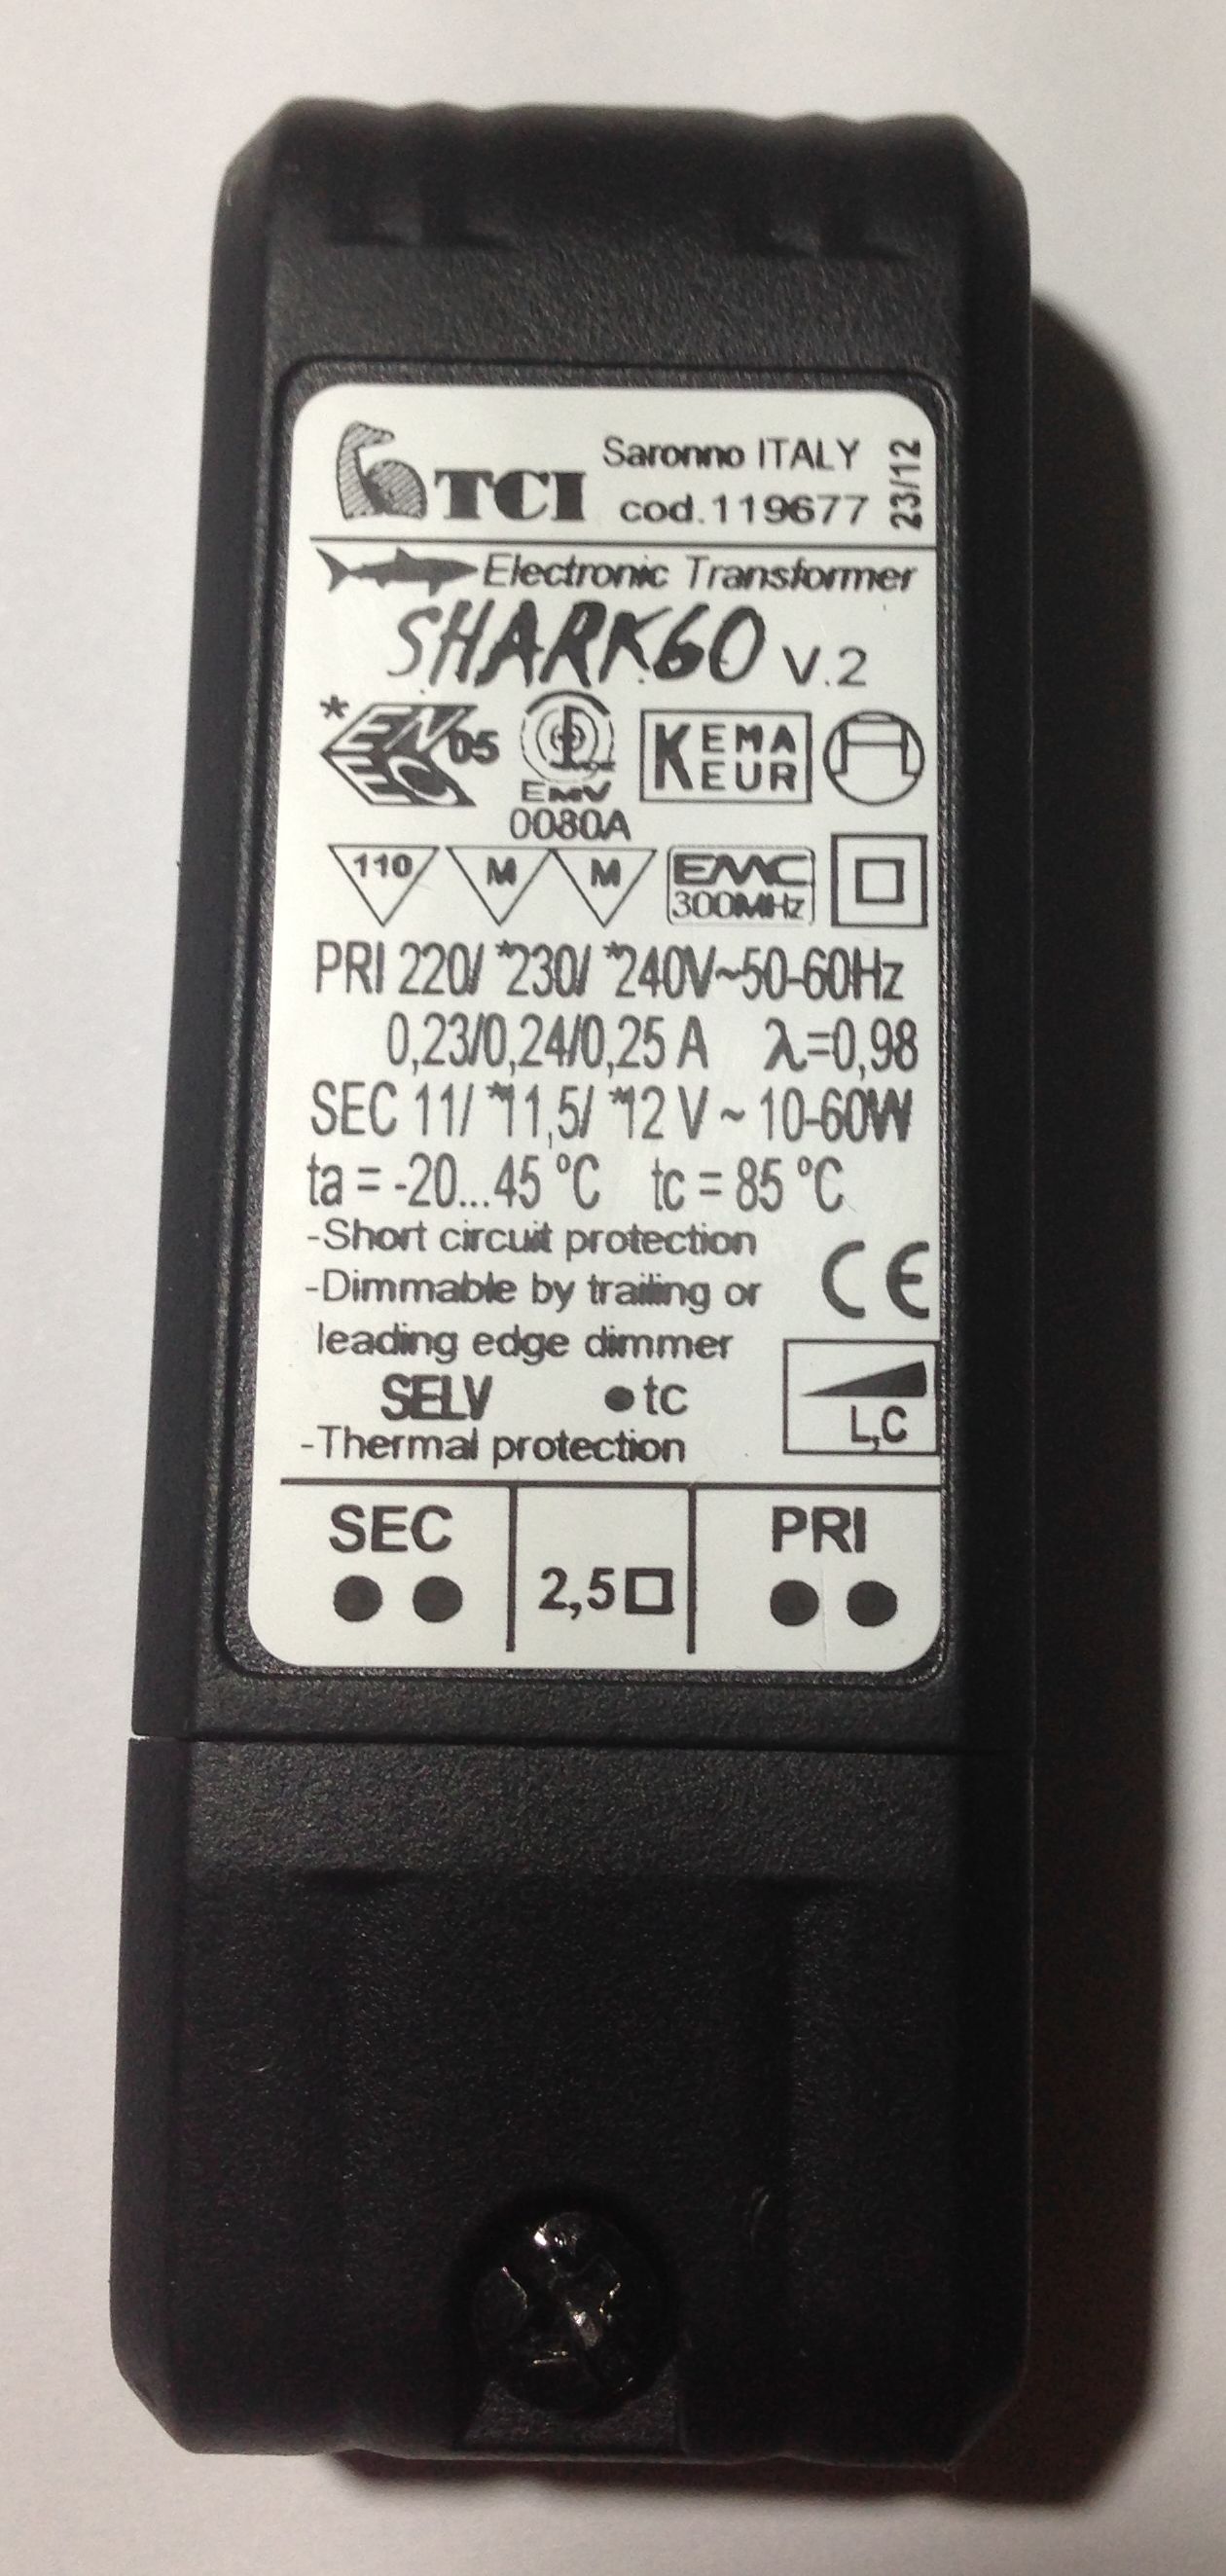 TCI Saronno ITALY 23/12
cod.119677
Electronic Transformer
SHARK60 V.2
* ENEC 05 KEMA EUR
EMV
0080A
110 M M EMC 300MHz
PRI 220/ *230/ *240V~50-60Hz
0,23/0,24/0,25 A λ=0,98
SEC 11/ *11,5/ *12 V ~ 10-60W
ta = -20...45 °C tc = 85 °C
-Short circuit protection
-Dimmable by trailing or CE
leading edge dimmer
SELV ●tc L,C
-Thermal protection
SEC 2,5 PRI